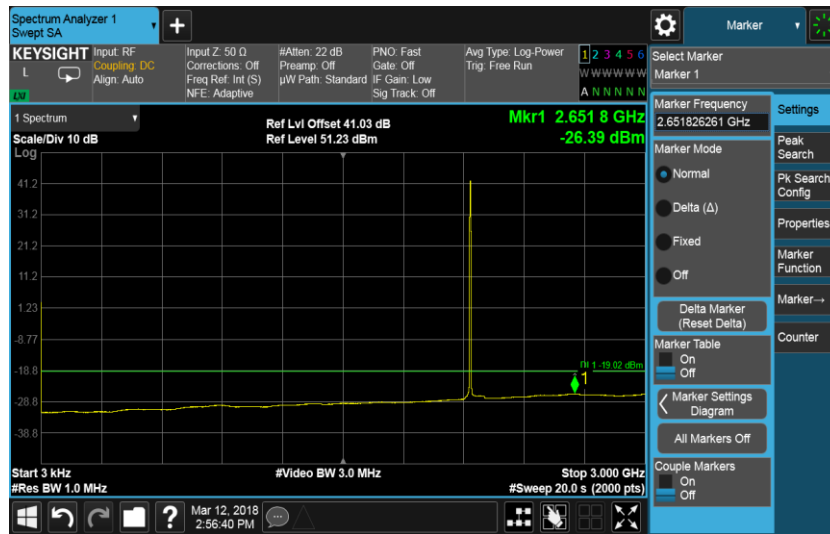 Spectrum Analyzer 1
Swept SA
Marker
KEYSIGHT
L
LXI
Input: RF
Coupling: DC
Align: Auto
Input Z: 50 Ω
Corrections: Off
Freq Ref: Int (S)
NFE: Adaptive
#Atten: 22 dB
Preamp: Off
µW Path: Standard
PNO: Fast
Gate: Off
IF Gain: Low
Sig Track: Off
Avg Type: Log-Power
Trig: Free Run
1 2 3 4 5 6
W W W W W W
A N N N N N
Select Marker
Marker 1
1 Spectrum
Scale/Div 10 dB
Log
Ref Lvl Offset 41.03 dB
Ref Level 51.23 dBm
Mkr1 2.651 8 GHz
-26.39 dBm
41.2
31.2
21.2
11.2
1.23
-8.77
-18.8
-28.8
-38.8
DI 1 -19.02 dBm
1
Start 3 kHz
#Res BW 1.0 MHz
#Video BW 3.0 MHz
Stop 3.000 GHz
#Sweep 20.0 s (2000 pts)
Marker Frequency
2.651826261 GHz
Marker Mode
Normal
Delta (Δ)
Fixed
Off
Delta Marker
(Reset Delta)
Marker Table
On
Off
Marker Settings
Diagram
All Markers Off
Couple Markers
On
Off
Settings
Peak
Search
Pk Search
Config
Properties
Marker
Function
Marker→
Counter
?
Mar 12, 2018
2:56:40 PM